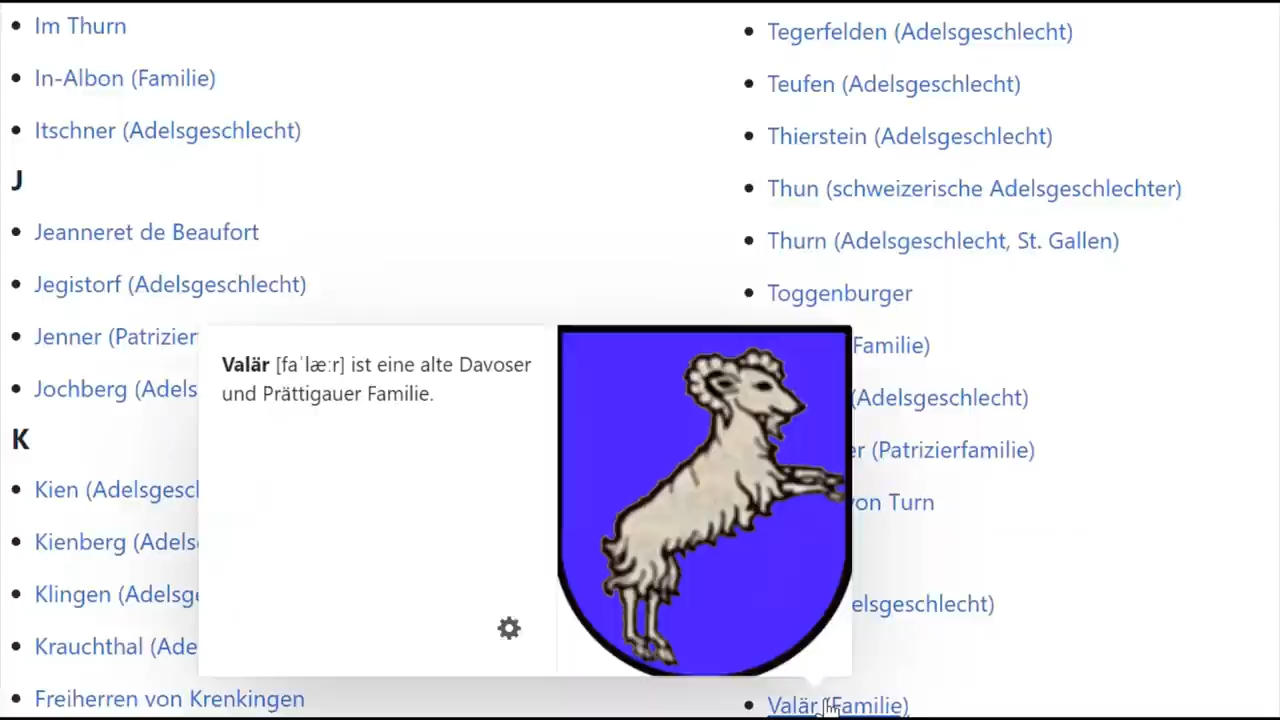 Im Thurn
In-Albon (Familie)
Itschner (Adelsgeschlecht)
J
Jeanneret de Beaufort
Jegistorf (Adelsgeschlecht)
Jenner (Patrizier
Jochberg (Adels
K
Kien (Adelsgesc
Kienberg (Adels
Klingen (Adelsg
Krauchthal (Ade
Freiherren von Krenkingen
Valär [faˈlæːr] ist eine alte Davoser
und Prättigauer Familie.
Tegerfelden (Adelsgeschlecht)
Teufen (Adelsgeschlecht)
Thierstein (Adelsgeschlecht)
Thun (schweizerische Adelsgeschlechter)
Thurn (Adelsgeschlecht, St. Gallen)
Toggenburger
Familie)
(Adelsgeschlecht)
er (Patrizierfamilie)
von Turn
elsgeschlecht)
Valär (Familie)